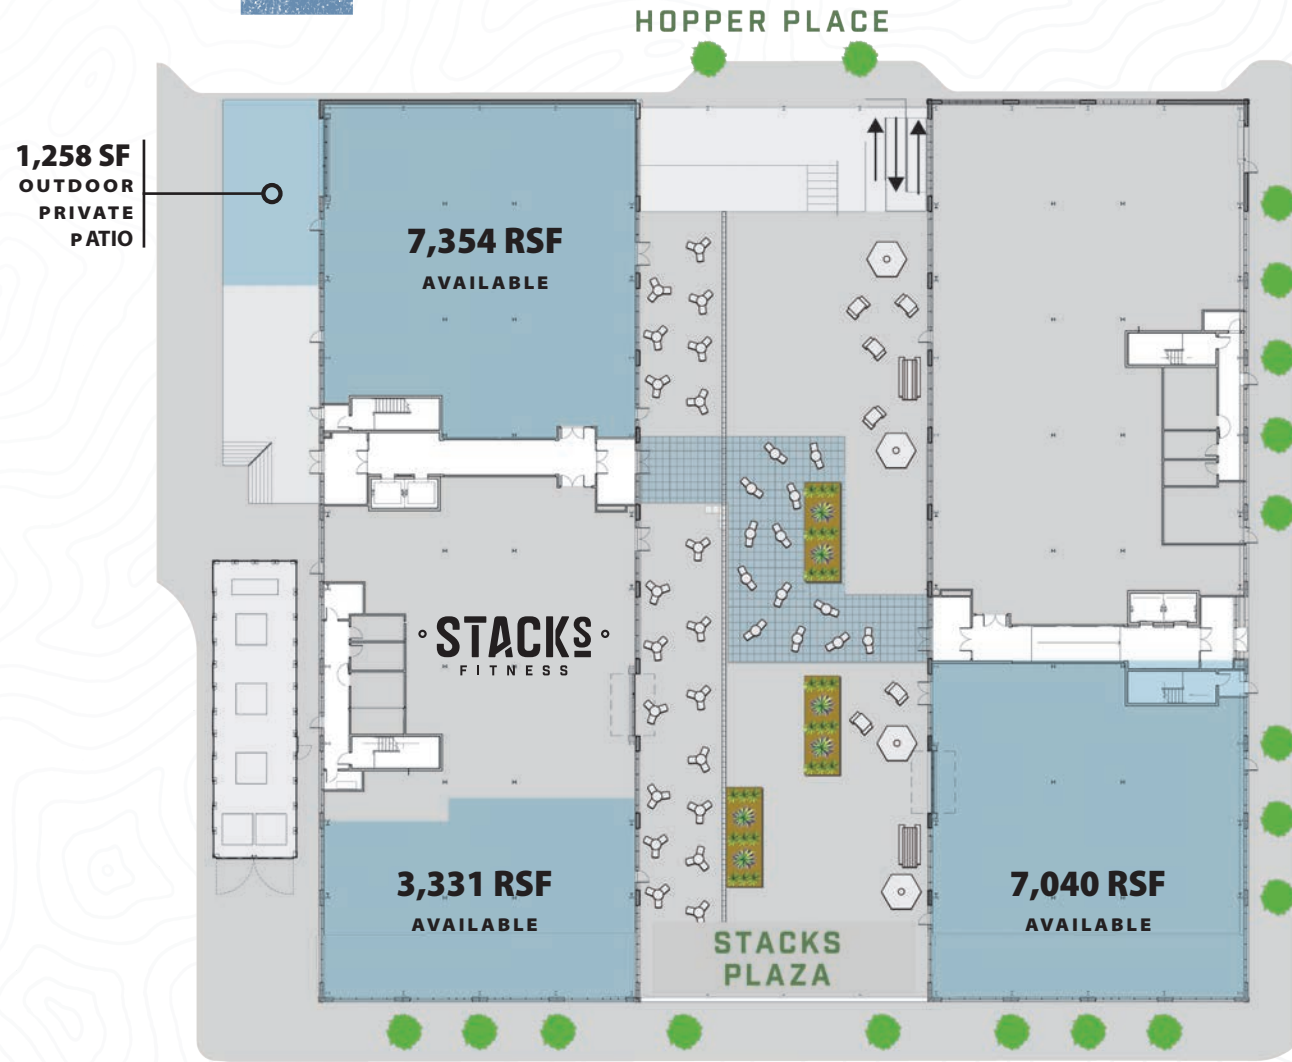 HOPPER PLACE
1,258 SF
OUTDOOR
PRIVATE
PATIO
7,354 RSF
AVAILABLE
STACKS
FITNESS
3,331 RSF
AVAILABLE
7,040 RSF
AVAILABLE
STACKS
PLAZA